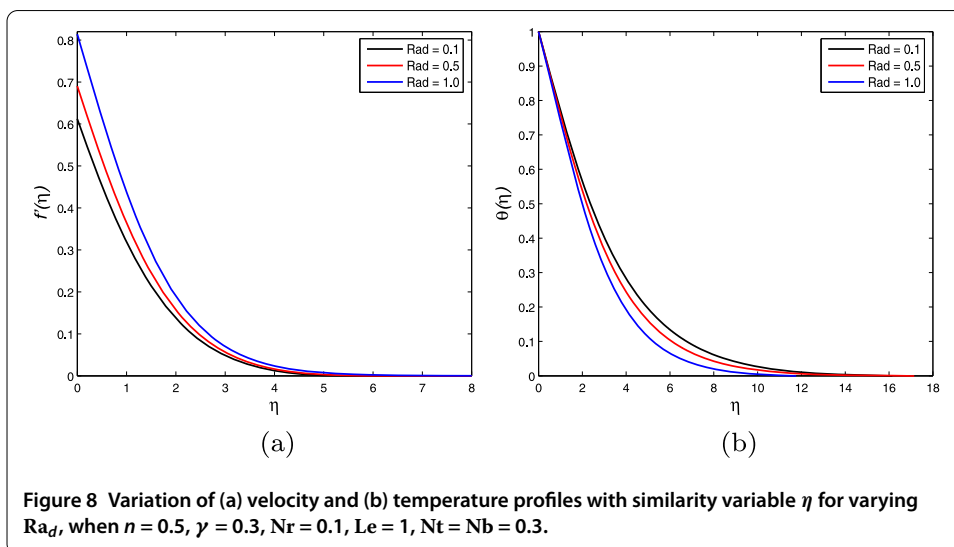 0.8
0.7
0.6
0.5
0.4
0.3
0.2
0.1
0
f'(η)
Rad = 0.1
Rad = 0.5
Rad = 1.0
0 1 2 3 4 5 6 7 8
η
(a)
1
0.9
0.8
0.7
0.6
0.5
0.4
0.3
0.2
0.1
0
θ(η)
Rad = 0.1
Rad = 0.5
Rad = 1.0
0 2 4 6 8 10 12 14 16 18
η
(b)
Figure 8 Variation of (a) velocity and (b) temperature profiles with similarity variable η for varying
Ra_d, when n = 0.5, γ = 0.3, Nr = 0.1, Le = 1, Nt = Nb = 0.3.